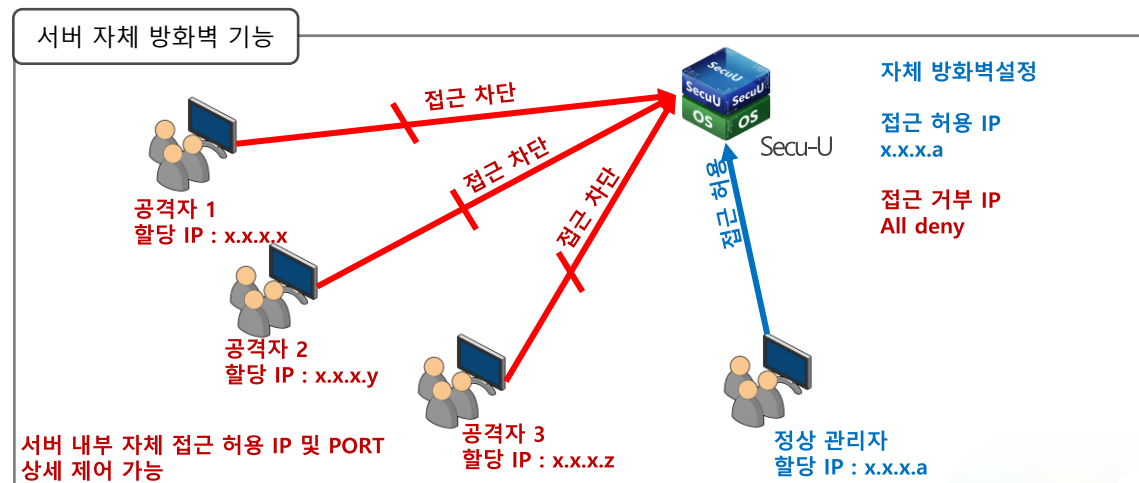 서버 자체 방화벽 기능
접근 차단
접근 차단
접근 차단
접근 허용
SecuU
SecuU
SecuU
OS
OS
Secu-U
자체 방화벽설정
접근 허용 IP
x.x.x.a
접근 거부 IP
All deny
공격자 1
할당 IP : x.x.x.x
공격자 2
할당 IP : x.x.x.y
공격자 3
할당 IP : x.x.x.z
정상 관리자
할당 IP : x.x.x.a
서버 내부 자체 접근 허용 IP 및 PORT
상세 제어 가능